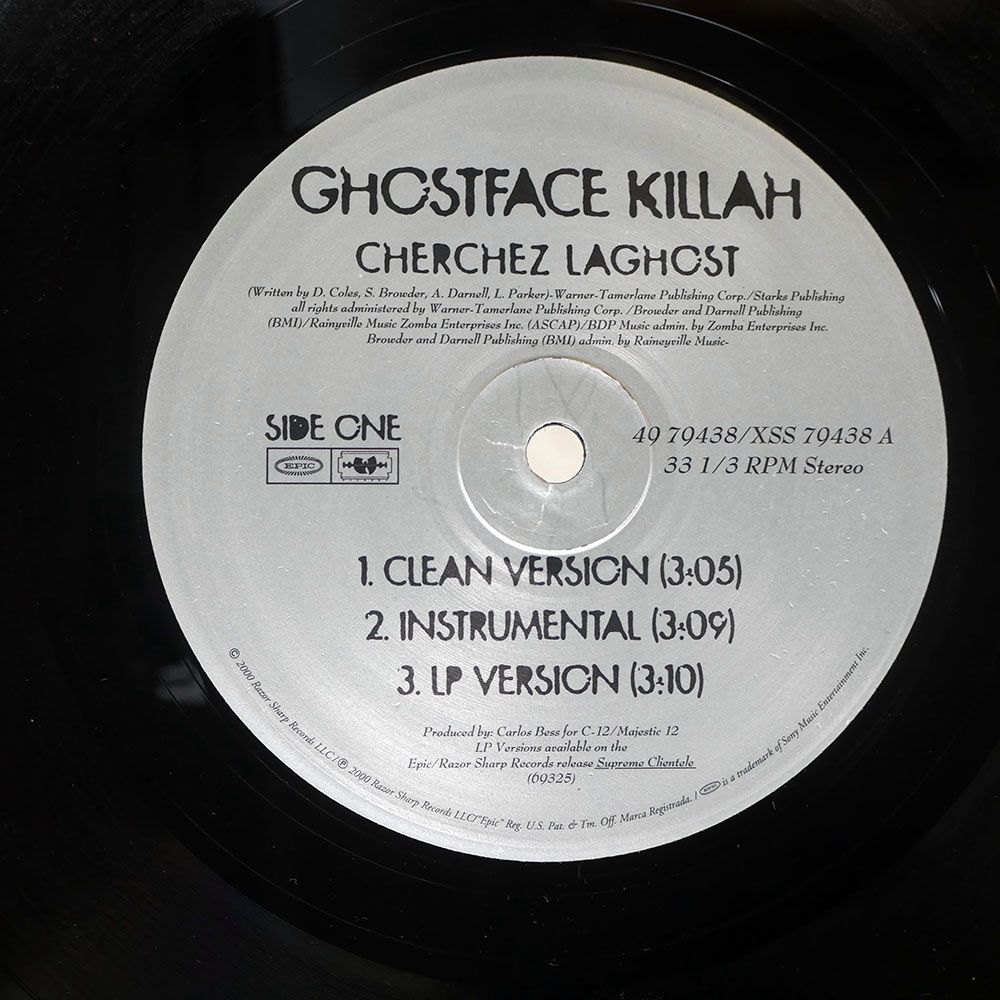 GHOSTFACE KILLAH
CHERCHEZ LAGHOST
(Written by D. Coles, S. Browder, A. Darnell, L. Parker)-Warner-Tamerlane Publishing Corp./Starks Publishing
all rights administered by Warner-Tamerlane Publishing Corp. /Browder and Darnell Publishing
(BMI)/Rainyville Music Zomba Enterprises Inc. (ASCAP)/BDP Music admin. by Zomba Enterprises Inc.
Browder and Darnell Publishing (BMI) admin. by Raineyville Music-
SIDE ONE
EPIC
49 79438/XSS 79438 A
33 1/3 RPM Stereo
1. CLEAN VERSION (3:05)
2. INSTRUMENTAL (3:09)
3. LP VERSION (3:10)
Produced by: Carlos Bess for C-12/Majestic 12
LP Versions available on the
Epic/Razor Sharp Records release Supreme Clientele
(69325)
© 2000 Razor Sharp Records LLC/ ℗ 2000 Razor Sharp Records LLC/"Epic" Reg. U.S. Pat. & Tm. Off. Marca Registrada. / EPIC is a trademark of Sony Music Entertainment Inc.